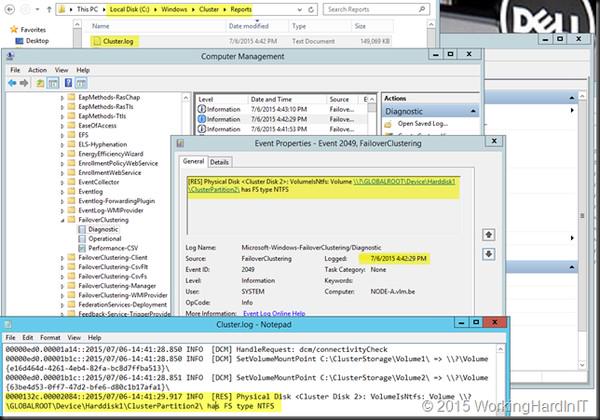 This PC ▸ Local Disk (C:) ▸ Windows ▸ Cluster ▸ Reports
Search Reports
Favorites
Desktop
Name
Date modified
Type
Size
Cluster.log
7/6/2015 4:42 PM
Text Document
149,069 KB
DELL
Computer Management
File Action View Help
EapMethods-RasChap
EapMethods-RasTls
EapMethods-Ttls
EaseOfAccess
EFS
ELS-Hyphenation
EnergyEfficiencyWizard
EnrollmentPolicyWebService
EnrollmentWebService
EventCollector
Eventlog
Eventlog-ForwardingPlugin
EventLog-WMIProvider
FailoverClustering
Diagnostic
Operational
Performance-CSV
FailoverClustering-Client
FailoverClustering-CsvFlt
FailoverClustering-CsvFs
FailoverClustering-Manager
FailoverClustering-WMIProvider
FederationServices-Deployment
Feedback-Service-TriggerProvider
Level Date and Time Source
Information 7/6/2015 4:43:10 PM Failove...
Information 7/6/2015 4:42:29 PM Failove...
Information 7/6/2015 4:41:53 PM Failove...
Actions
Diagnostic
Open Saved Log...
Event Properties - Event 2049, FailoverClustering
General Details
[RES] Physical Disk <Cluster Disk 2>: VolumeIsNtfs: Volume \\?\GLOBALROOT\Device\Harddisk1
\ClusterPartition2\ has FS type NTFS
Log Name: Microsoft-Windows-FailoverClustering/Diagnostic
Source: FailoverClustering Logged: 7/6/2015 4:42:29 PM
Event ID: 2049 Task Category: None
Level: Information Keywords:
User: SYSTEM Computer: NODE-A.vlm.be
OpCode: Info
More Information: Event Log Online Help
Cluster.log - Notepad
File Edit Format View Help
00000ed0.00001a14::2015/07/06-14:41:28.850 INFO [DCM] HandleRequest: dcm/connectivityCheck
00000ed0.00001b2c::2015/07/06-14:41:28.850 INFO [DCM] SetVolumeMountPoint C:\ClusterStorage\Volume1\ => \\?\Volume
{e16d464d-4261-4eb4-82fa-bc8d7ffba513}\
00000ed0.00001b2c::2015/07/06-14:41:28.850 INFO [DCM] SetVolumeMountPoint C:\ClusterStorage\Volume2\ => \\?\Volume
{63be4d53-0ff7-47d2-bfe6-d80c1b17afa1}\
0000132c.00002084::2015/07/06-14:41:29.917 INFO [RES] Physical Disk <Cluster Disk 2>: VolumeIsNtfs: Volume \\?
\GLOBALROOT\Device\Harddisk1\ClusterPartition2\ has FS type NTFS
© 2015 WorkingHardInIT